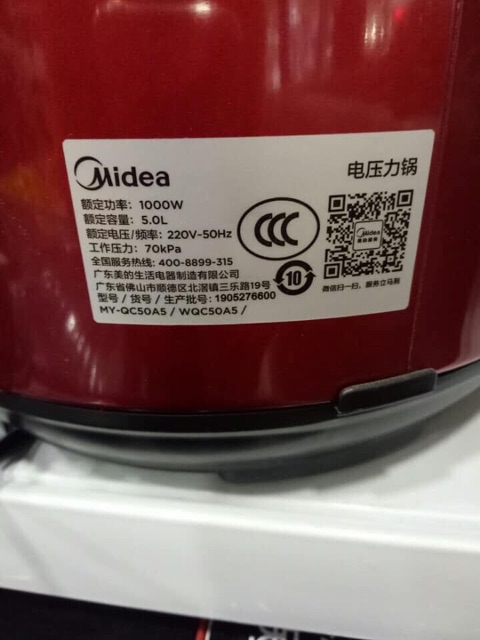 Midea
电压力锅
额定功率：1000W
额定容量：5.0L
额定电压/频率：220V~50Hz
工作压力：70kPa
全国服务热线：400-8899-315
广东美的生活电器制造有限公司
广东省佛山市顺德区北滘镇三乐路19号
型号 / 货号 / 生产批号：1905276600
MY-QC50A5 / WQC50A5 /
CCC
10
Midea
微信扫一扫，服务立马到